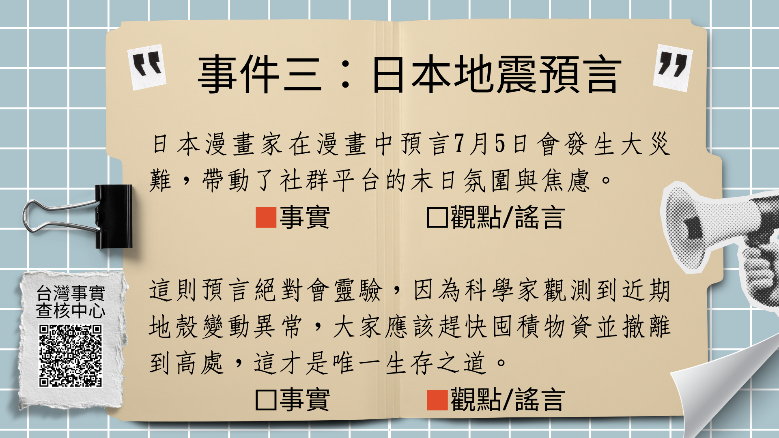 事件三：日本地震預言
日本漫畫家在漫畫中預言7月5日會發生大災
難，帶動了社群平台的末日氛圍與焦慮。
■事實 □觀點/謠言
這則預言絕對會靈驗，因為科學家觀測到近期
地殼變動異常，大家應該趕快囤積物資並撤離
到高處，這才是唯一生存之道。
□事實 ■觀點/謠言
台灣事實
查核中心